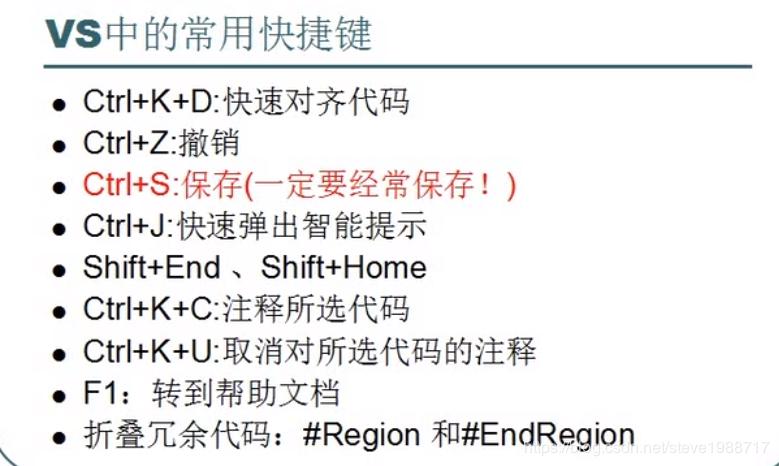 VS中的常用快捷键
Ctrl+K+D:快速对齐代码
Ctrl+Z:撤销
Ctrl+S:保存(一定要经常保存！)
Ctrl+J:快速弹出智能提示
Shift+End 、Shift+Home
Ctrl+K+C:注释所选代码
Ctrl+K+U:取消对所选代码的注释
F1：转到帮助文档
折叠冗余代码：#Region 和#EndRegion
https://blog.csdn.net/steve1988717